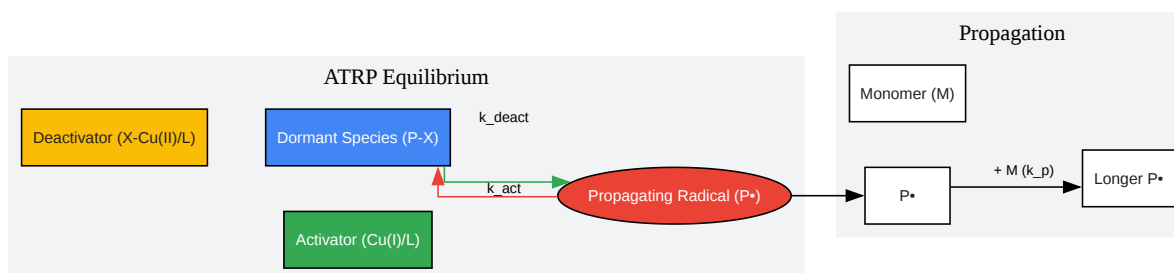 ATRP Equilibrium
Deactivator (X-Cu(II)/L)
Dormant Species (P-X)
k_deact
k_act
Propagating Radical (P•)
Activator (Cu(I)/L)
Propagation
Monomer (M)
P•
+ M (k_p)
Longer P•